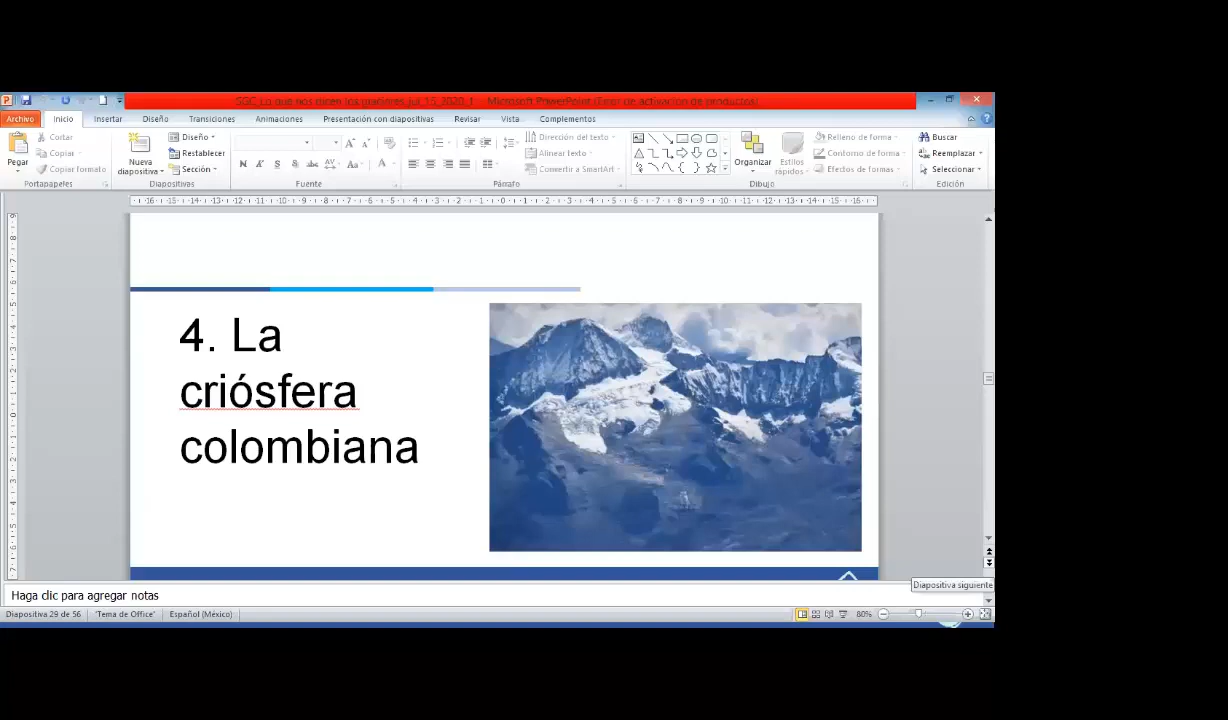 SGC_Lo que nos dicen los glaciares_jul_15_2020_1 - Microsoft PowerPoint (Error de activación de productos)
Archivo Inicio Insertar Diseño Transiciones Animaciones Presentación con diapositivas Revisar Vista Complementos
Pegar
Cortar
Copiar
Copiar formato
Portapapeles
Nueva diapositiva
Diseño
Restablecer
Sección
Diapositivas
N K S S abc AV Aa A
Fuente
Dirección del texto
Alinear texto
Convertir a SmartArt
Párrafo
Organizar
Estilos rápidos
Relleno de forma
Contorno de forma
Efectos de formas
Dibujo
Buscar
Reemplazar
Seleccionar
Edición
4. La
criósfera
colombiana
Diapositiva siguiente
Haga clic para agregar notas
Diapositiva 29 de 56 "Tema de Office" Español (México) 80%